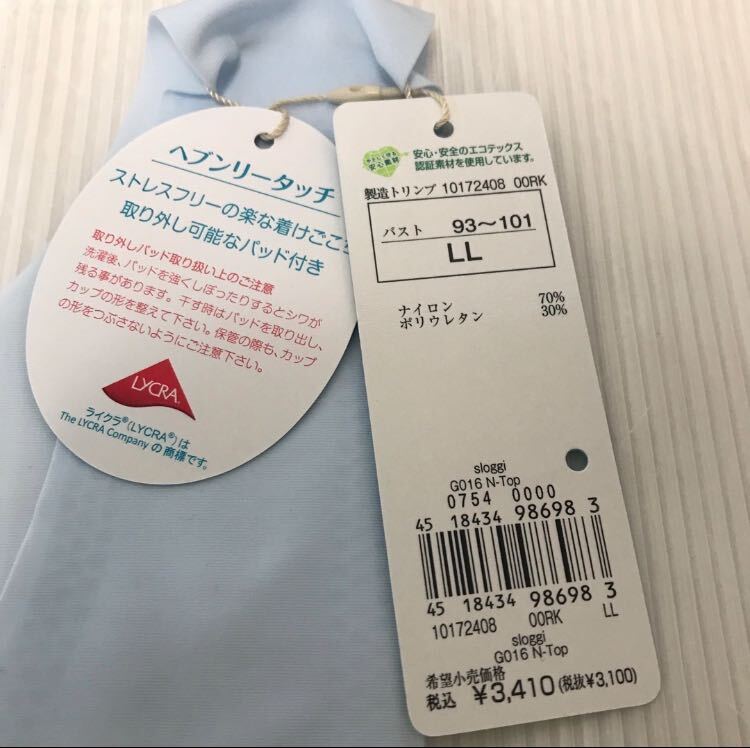 ヘブンリータッチ
ストレスフリーの楽な着けごこ
取り外し可能なパッド付き
取り外しパッド取り扱い上のご注意
洗濯後、パッドを強くしぼったりするとシワが
残る事があります。干す時はパッドを取り出し、
カップの形を整えて下さい。保管の際も、カップ
の形をつぶさないようにご注意下さい。
LYCRA
ライクラ®(LYCRA®)は
The LYCRA Company の商標です。
安心素材
安心・安全のエコテックス
認証素材を使用しています。
製造トリンプ 10172408 00RK
バスト 93〜101
LL
ナイロン 70%
ポリウレタン 30%
sloggi
G016 N-Top
0754 0000
45 18434 98698 3
45 18434 98698 3
10172408 00RK LL
sloggi
G016 N-Top
希望小売価格
税込 ¥3,410(税抜¥3,100)